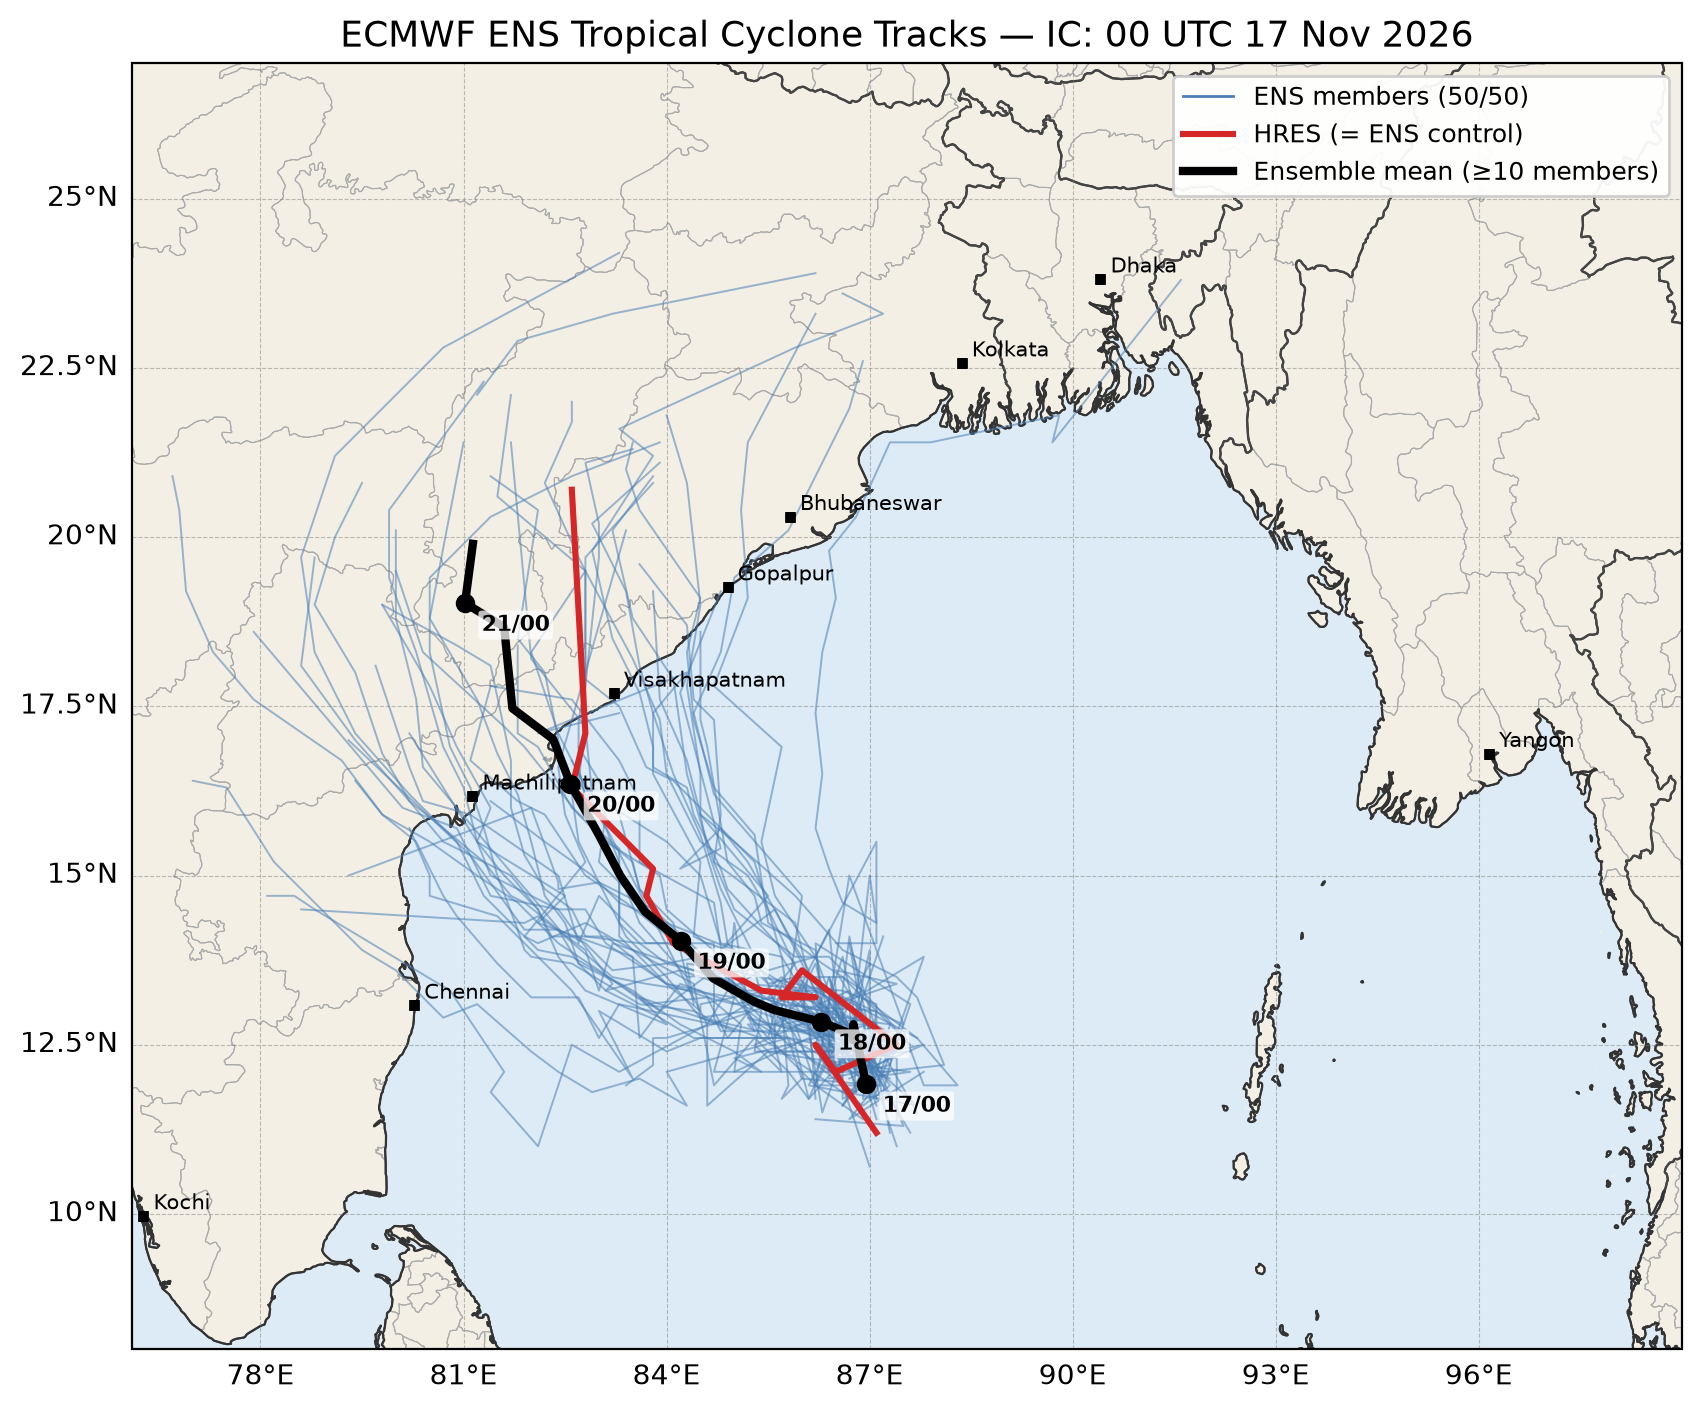 ECMWF ENS Tropical Cyclone Tracks — IC: 00 UTC 17 Nov 2026
ENS members (50/50)
HRES (= ENS control)
Ensemble mean (≥10 members)
25°N
22.5°N
20°N
17.5°N
15°N
12.5°N
10°N
Dhaka
Kolkata
Bhubaneswar
Gopalpur
21/00
Visakhapatnam
Yangon
Machilipatnam
20/00
19/00
Chennai
18/00
17/00
Kochi
78°E
81°E
84°E
87°E
90°E
93°E
96°E